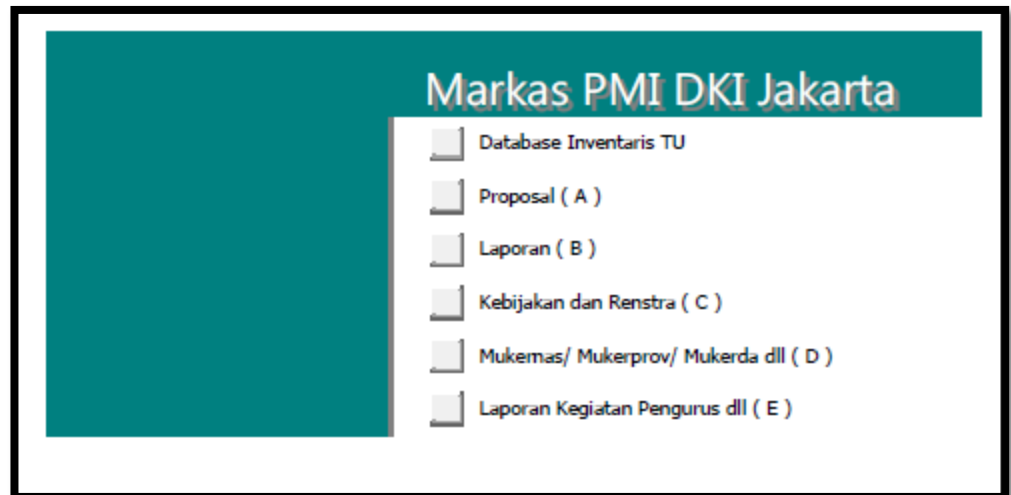 Markas PMI DKI Jakarta
Database Inventaris TU
Proposal ( A )
Laporan ( B )
Kebijakan dan Renstra ( C )
Mukernas/ Mukerprov/ Mukerda dll ( D )
Laporan Kegiatan Pengurus dll ( E )